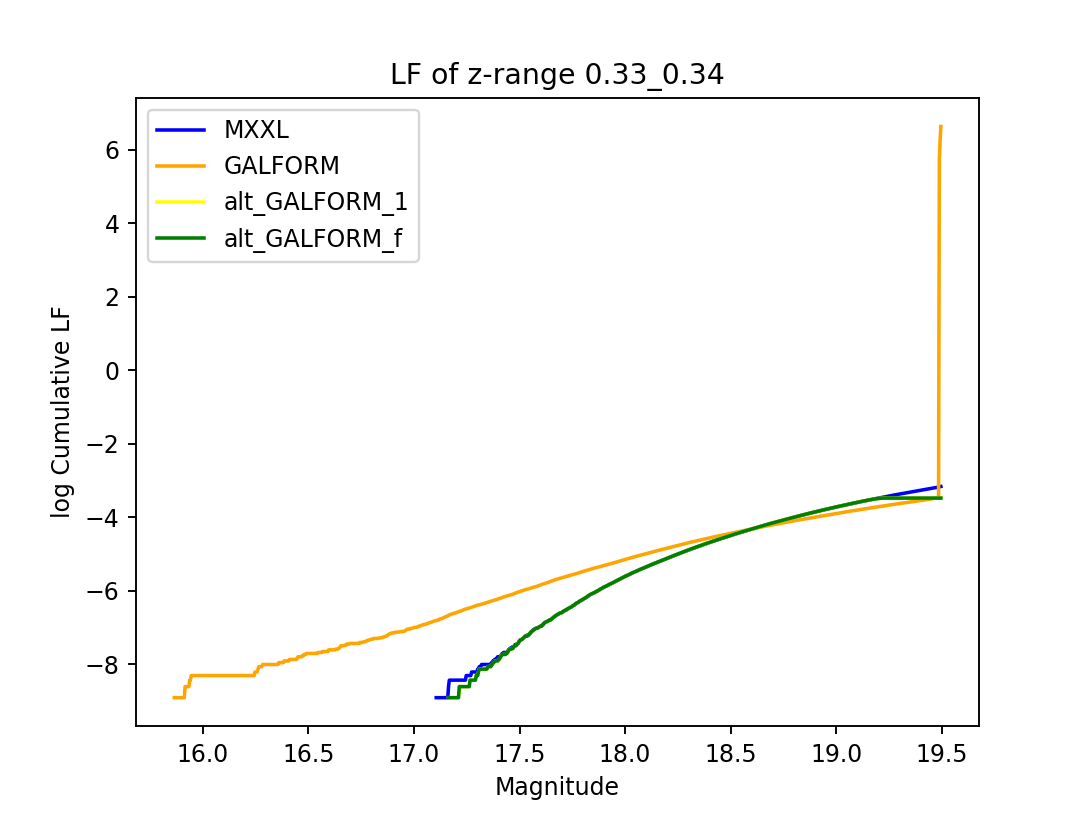 LF of z-range 0.33_0.34
MXXL
GALFORM
alt_GALFORM_1
alt_GALFORM_f
log Cumulative LF
6
4
2
0
−2
−4
−6
−8
16.0 16.5 17.0 17.5 18.0 18.5 19.0 19.5
Magnitude